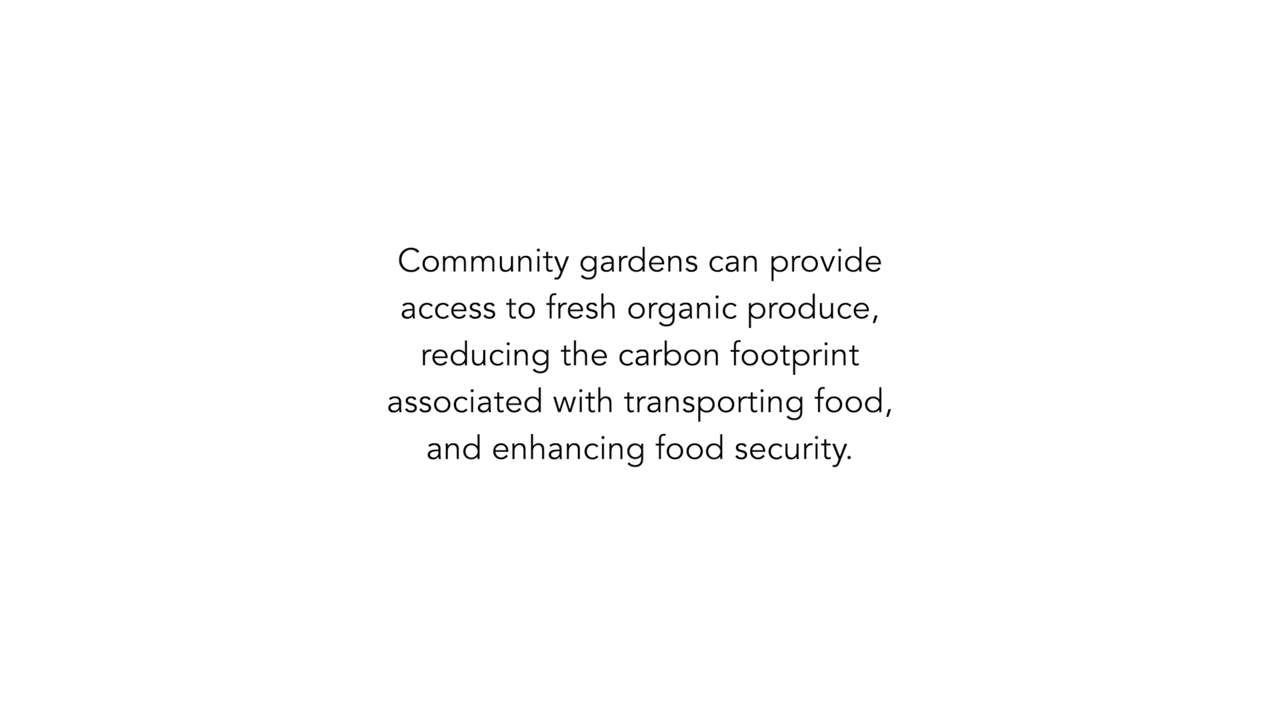 Community gardens can provide
access to fresh organic produce,
reducing the carbon footprint
associated with transporting food,
and enhancing food security.